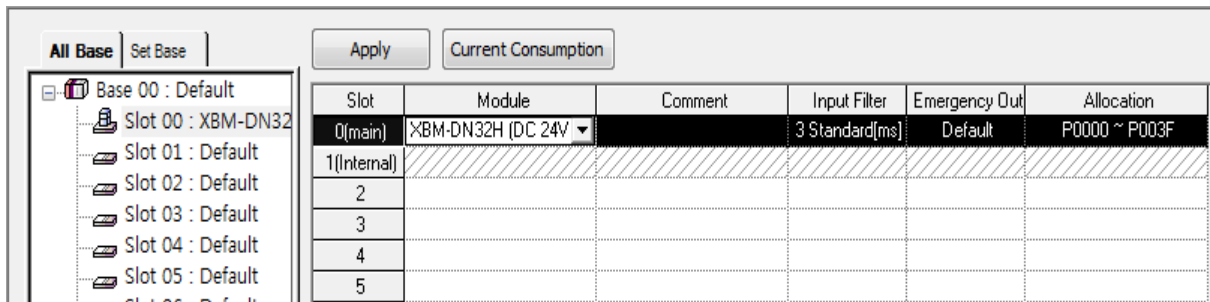 All Base Set Base Apply Current Consumption
Base 00 : Default
Slot 00 : XBM-DN32
Slot 01 : Default
Slot 02 : Default
Slot 03 : Default
Slot 04 : Default
Slot 05 : Default
Slot Module Comment Input Filter Emergency Out Allocation
0(main) XBM-DN32H (DC 24V 3 Standard[ms] Default P0000 ~ P003F
1(Internal)
2
3
4
5